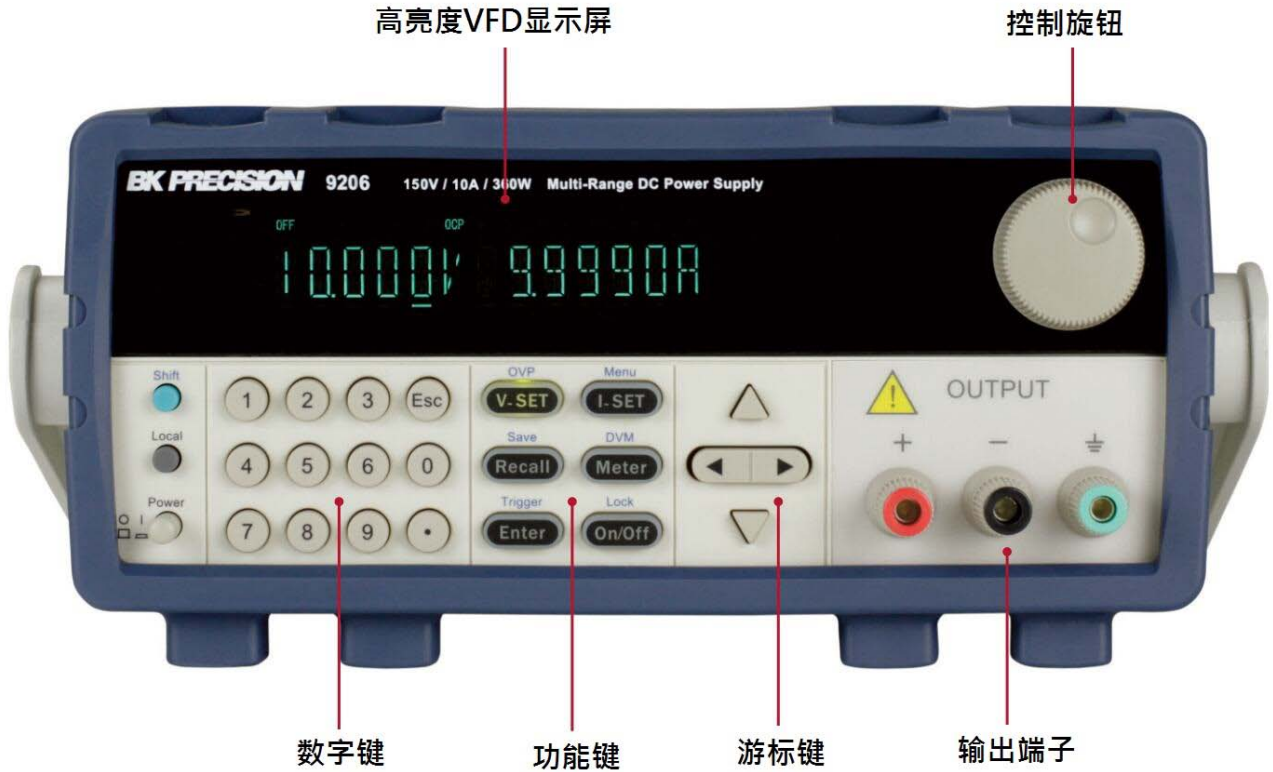 高亮度VFD显示屏
控制旋钮
BK PRECISION 9206 150V / 10A / 360W Multi-Range DC Power Supply
OFF OCP
10.000V 9.9990A
Shift
Local
Power
O I
1 2 3 Esc
4 5 6 0
7 8 9 .
OVP Menu
V-SET I-SET
Save DVM
Recall Meter
Trigger Lock
Enter On/Off
OUTPUT
+ −
数字键
功能键
游标键
输出端子